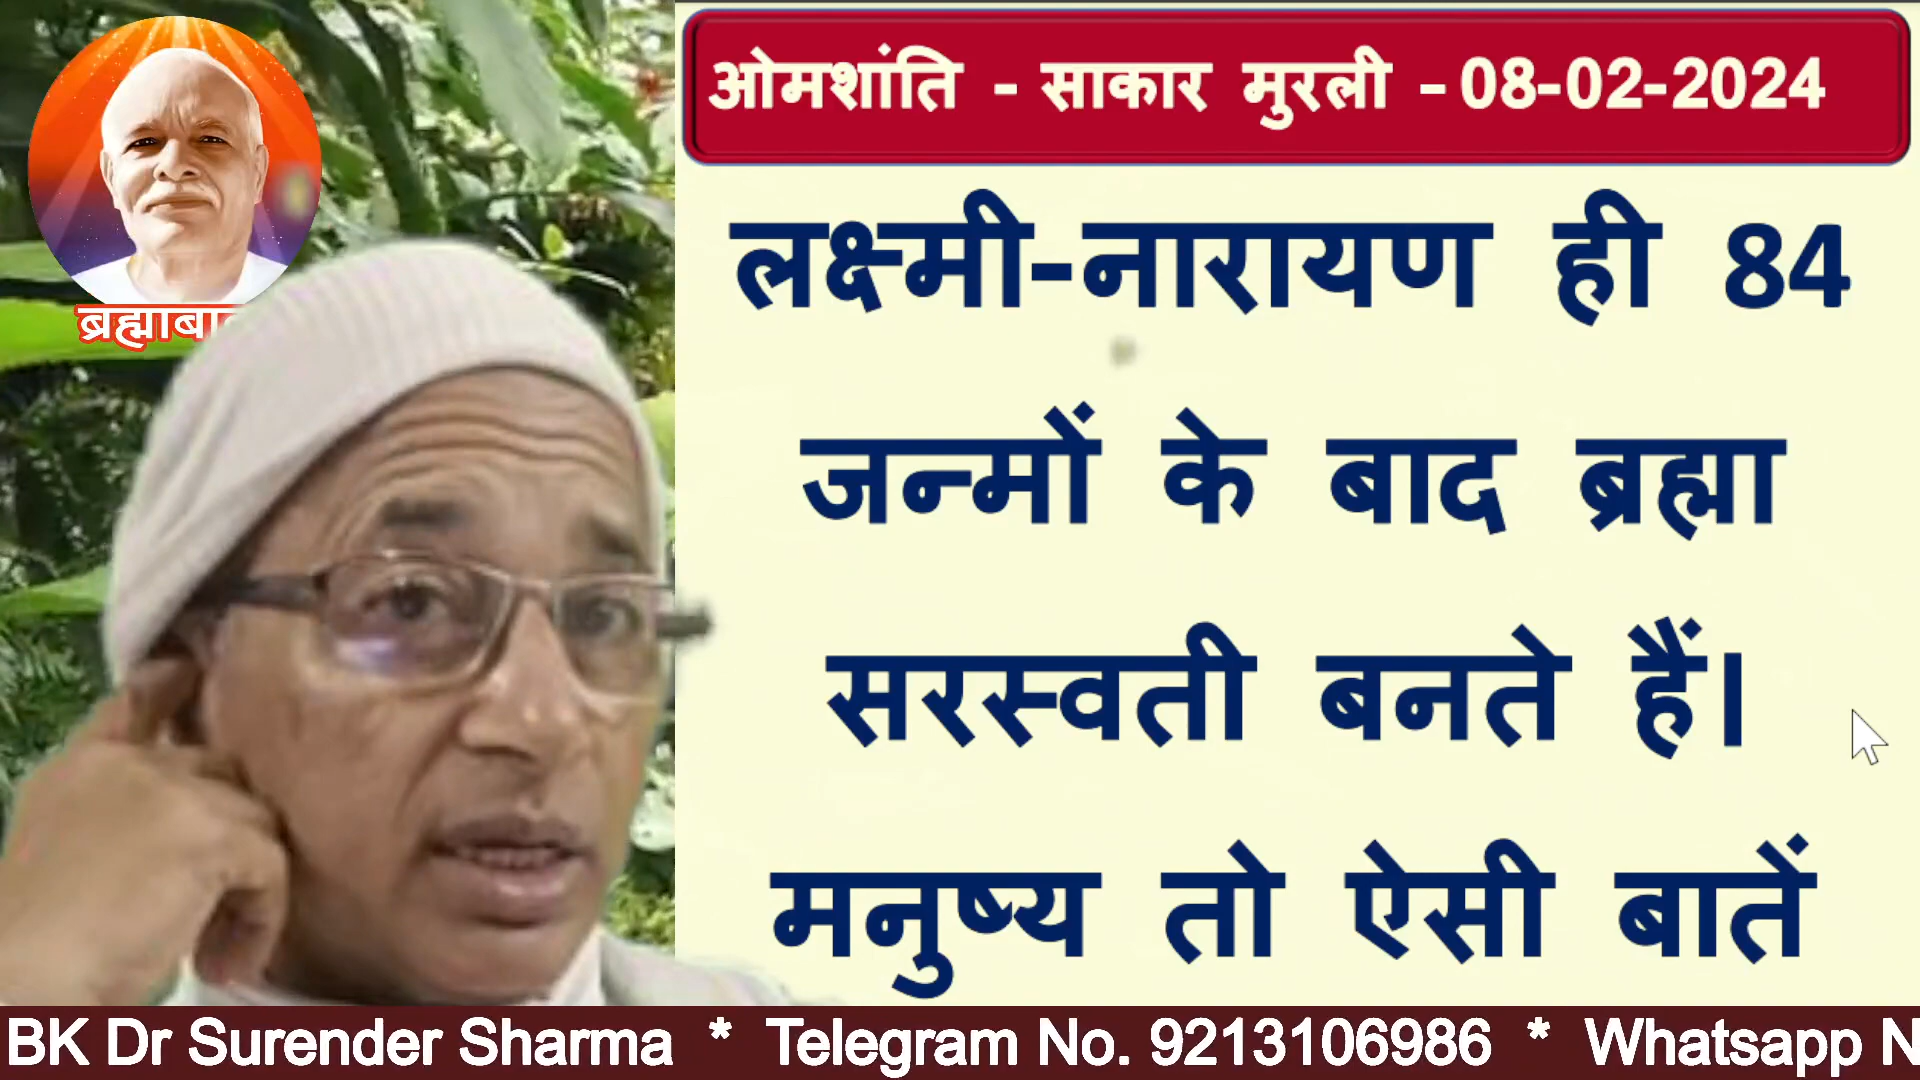 ओमशांति - साकार मुरली - 08-02-2024
लक्ष्मी-नारायण ही 84
जन्मों के बाद ब्रह्मा
सरस्वती बनते हैं।
मनुष्य तो ऐसी बातें
BK Dr Surender Sharma * Telegram No. 9213106986 * Whatsapp N